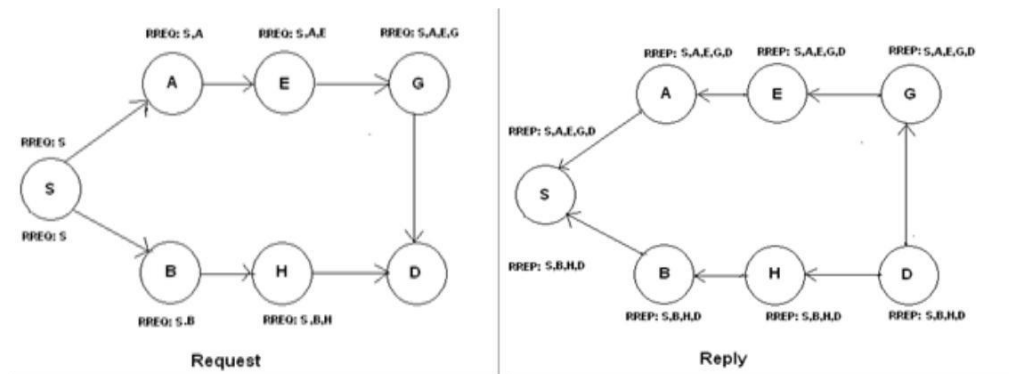 RREQ: S,A
RREQ: S,A,E
RREQ: S,A,E,G
A
E
G
RREQ: S
S
RREQ: S
B
H
D
RREQ: S,B
RREQ: S,B,H
Request
RREP: S,A,E,G,D
RREP: S,A,E,G,D
RREP: S,A,E,G,D
A
E
G
RREP: S,A,E,G,D
S
RREP: S,B,H,D
B
H
D
RREP: S,B,H,D
RREP: S,B,H,D
RREP: S,B,H,D
Reply